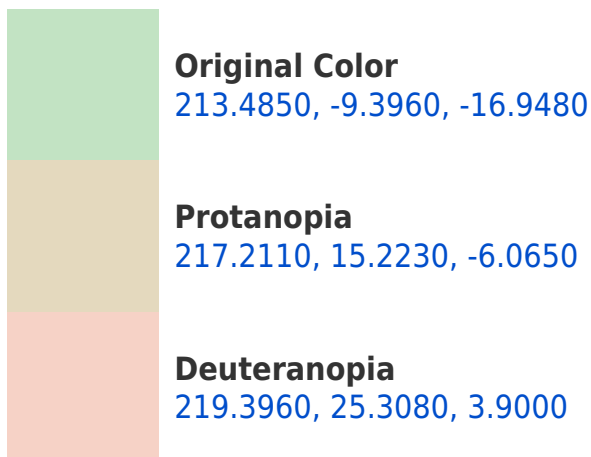 Original Color
213.4850, -9.3960, -16.9480
Protanopia
217.2110, 15.2230, -6.0650
Deuteranopia
219.3960, 25.3080, 3.9000